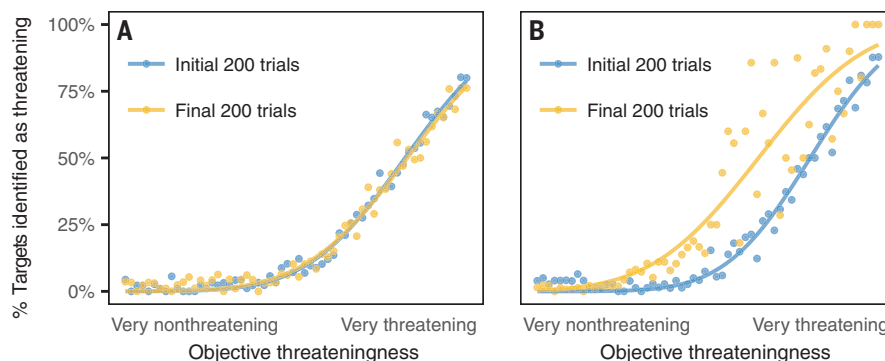 % Targets identified as threatening
100%
75%
50%
25%
0%
A
Initial 200 trials
Final 200 trials
Very nonthreatening
Very threatening
Objective threateningness
B
Initial 200 trials
Final 200 trials
Very nonthreatening
Very threatening
Objective threateningness